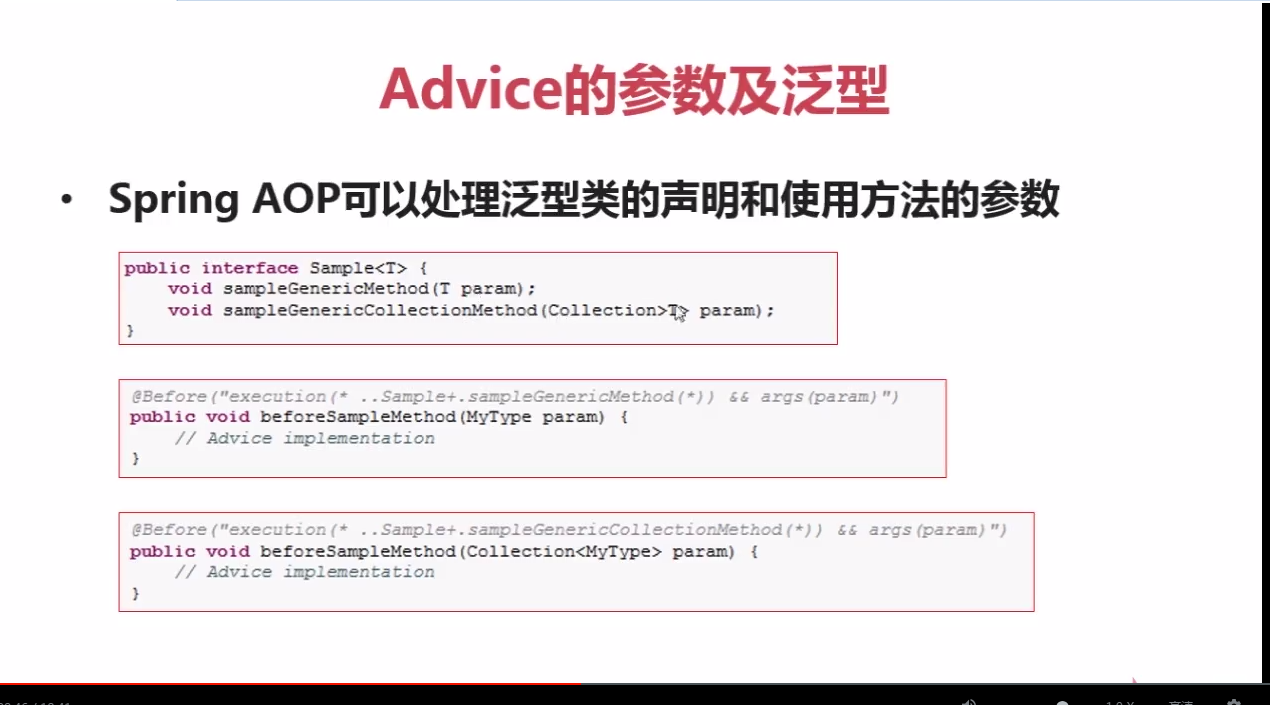 Advice的参数及泛型
• Spring AOP可以处理泛型类的声明和使用方法的参数
public interface Sample<T> {
void sampleGenericMethod(T param);
void sampleGenericCollectionMethod(Collection>T> param);
}
@Before("execution(* ..Sample+.sampleGenericMethod(*)) && args(param)")
public void beforeSampleMethod(MyType param) {
// Advice implementation
}
@Before("execution(* ..Sample+.sampleGenericCollectionMethod(*)) && args(param)")
public void beforeSampleMethod(Collection<MyType> param) {
// Advice implementation
}